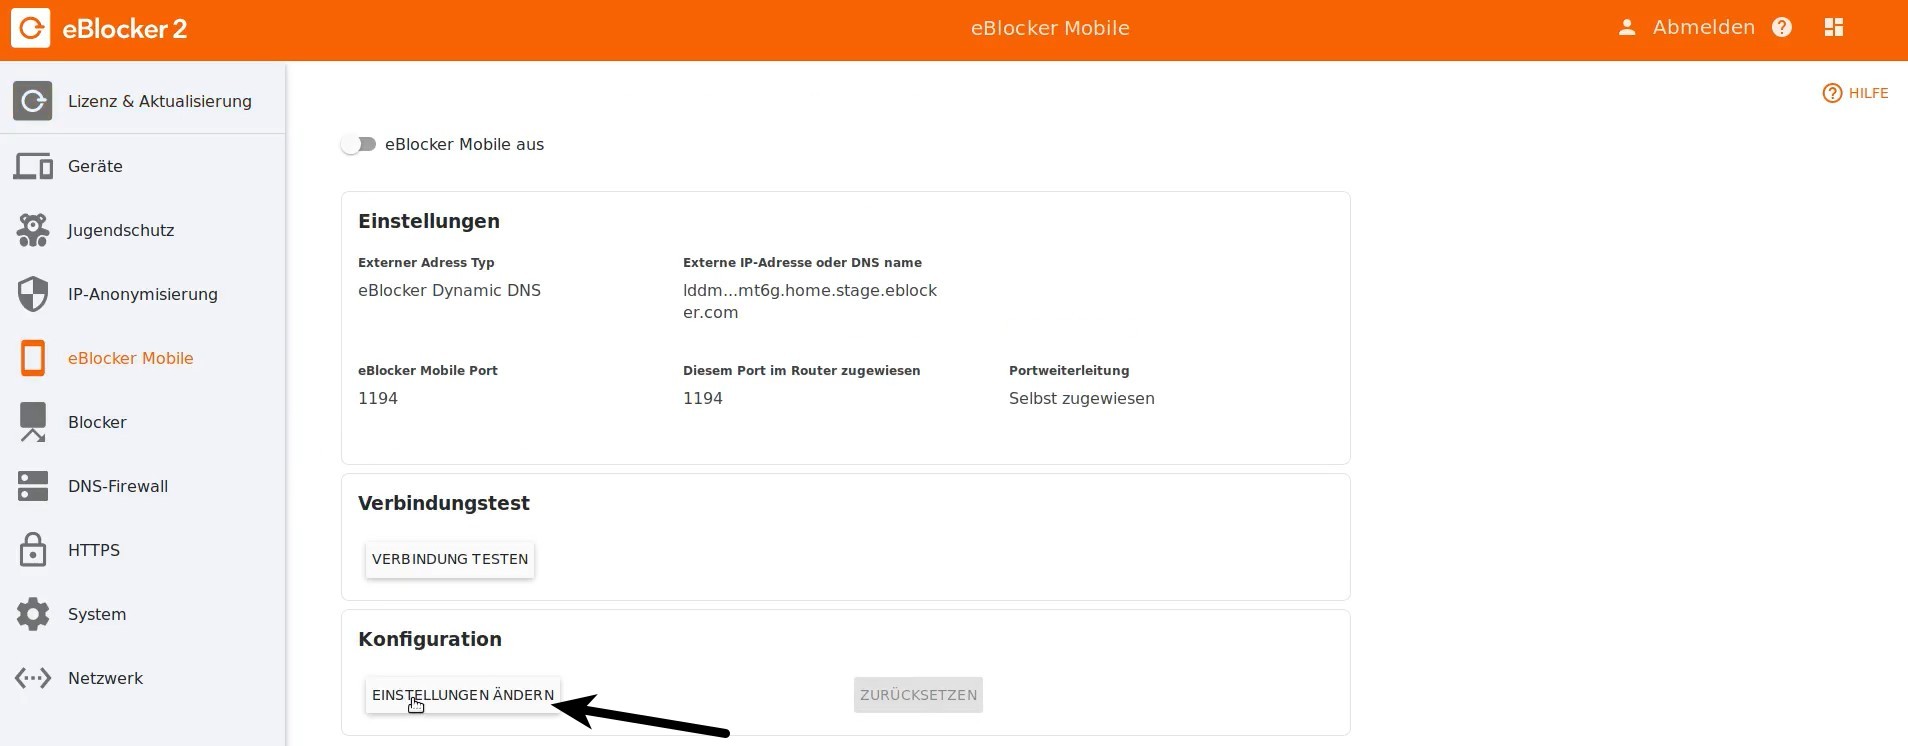 eBlocker 2
eBlocker Mobile
Abmelden
HILFE
Lizenz & Aktualisierung
Geräte
Jugendschutz
IP-Anonymisierung
eBlocker Mobile
Blocker
DNS-Firewall
HTTPS
System
Netzwerk
eBlocker Mobile aus
Einstellungen
Externer Adress Typ
eBlocker Dynamic DNS
Externe IP-Adresse oder DNS name
lddm...mt6g.home.stage.eblock
er.com
eBlocker Mobile Port
1194
Diesem Port im Router zugewiesen
1194
Portweiterleitung
Selbst zugewiesen
Verbindungstest
VERBINDUNG TESTEN
Konfiguration
EINSTELLUNGEN ÄNDERN
ZURÜCKSETZEN